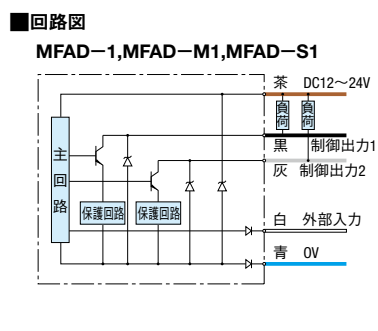 ■回路図
MFAD−1,MFAD−M1,MFAD−S1
茶 DC12～24V
負荷
負荷
黒 制御出力1
灰 制御出力2
主回路
保護回路
保護回路
白 外部入力
青 0V